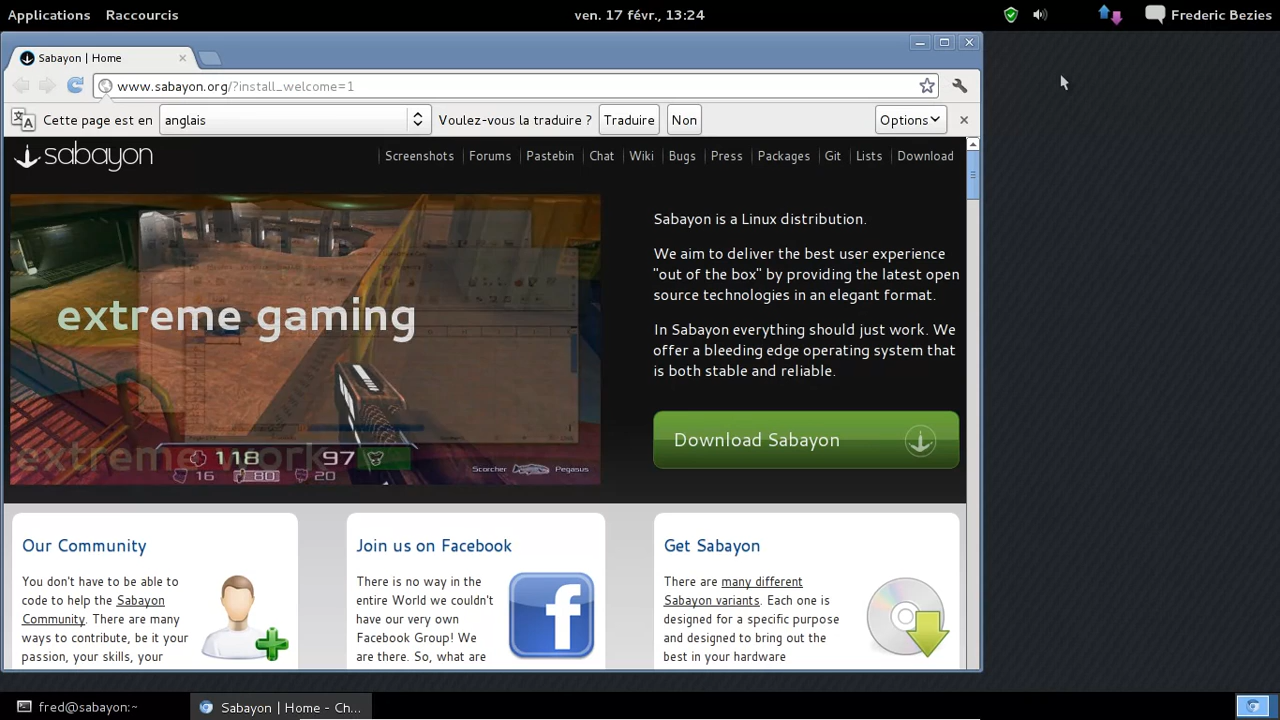 Applications Raccourcis ven. 17 févr., 13:24 Frederic Bezies
Sabayon | Home
www.sabayon.org/?install_welcome=1
Cette page est en anglais Voulez-vous la traduire ? Traduire Non Options
sabayon Screenshots Forums Pastebin Chat Wiki Bugs Press Packages Git Lists Download
extreme gaming
extreme work
118 97
16 80 20
Scorcher Pegasus
Sabayon is a Linux distribution.
We aim to deliver the best user experience
"out of the box" by providing the latest open
source technologies in an elegant format.
In Sabayon everything should just work. We
offer a bleeding edge operating system that
is both stable and reliable.
Download Sabayon
Our Community
You don't have to be able to
code to help the Sabayon
Community. There are many
ways to contribute, be it your
passion, your skills, your
Join us on Facebook
There is no way in the
entire World we couldn't
have our very own
Facebook Group! We
are there. So, what are
Get Sabayon
There are many different
Sabayon variants. Each one is
designed for a specific purpose
and designed to bring out the
best in your hardware
fred@sabayon:~ Sabayon | Home - Ch...